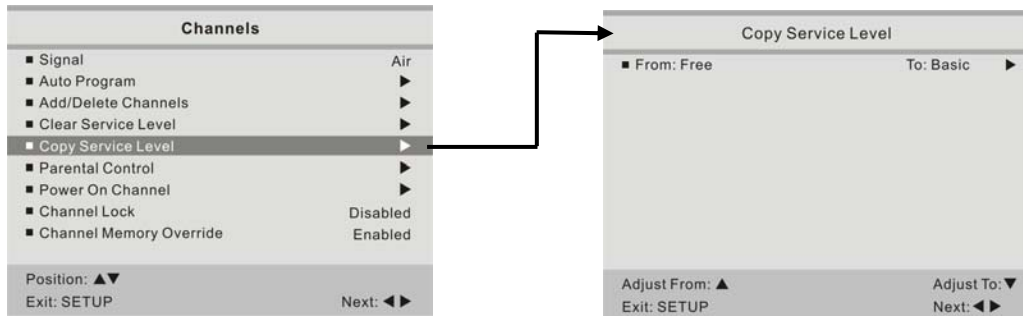 Channels
■ Signal Air
■ Auto Program ▶
■ Add/Delete Channels ▶
■ Clear Service Level ▶
■ Copy Service Level ▶
■ Parental Control ▶
■ Power On Channel ▶
■ Channel Lock Disabled
■ Channel Memory Override Enabled
Position: ▲▼
Exit: SETUP Next: ◀ ▶
Copy Service Level
■ From: Free To: Basic ▶
Adjust From: ▲ Adjust To:▼
Exit: SETUP Next:◀ ▶